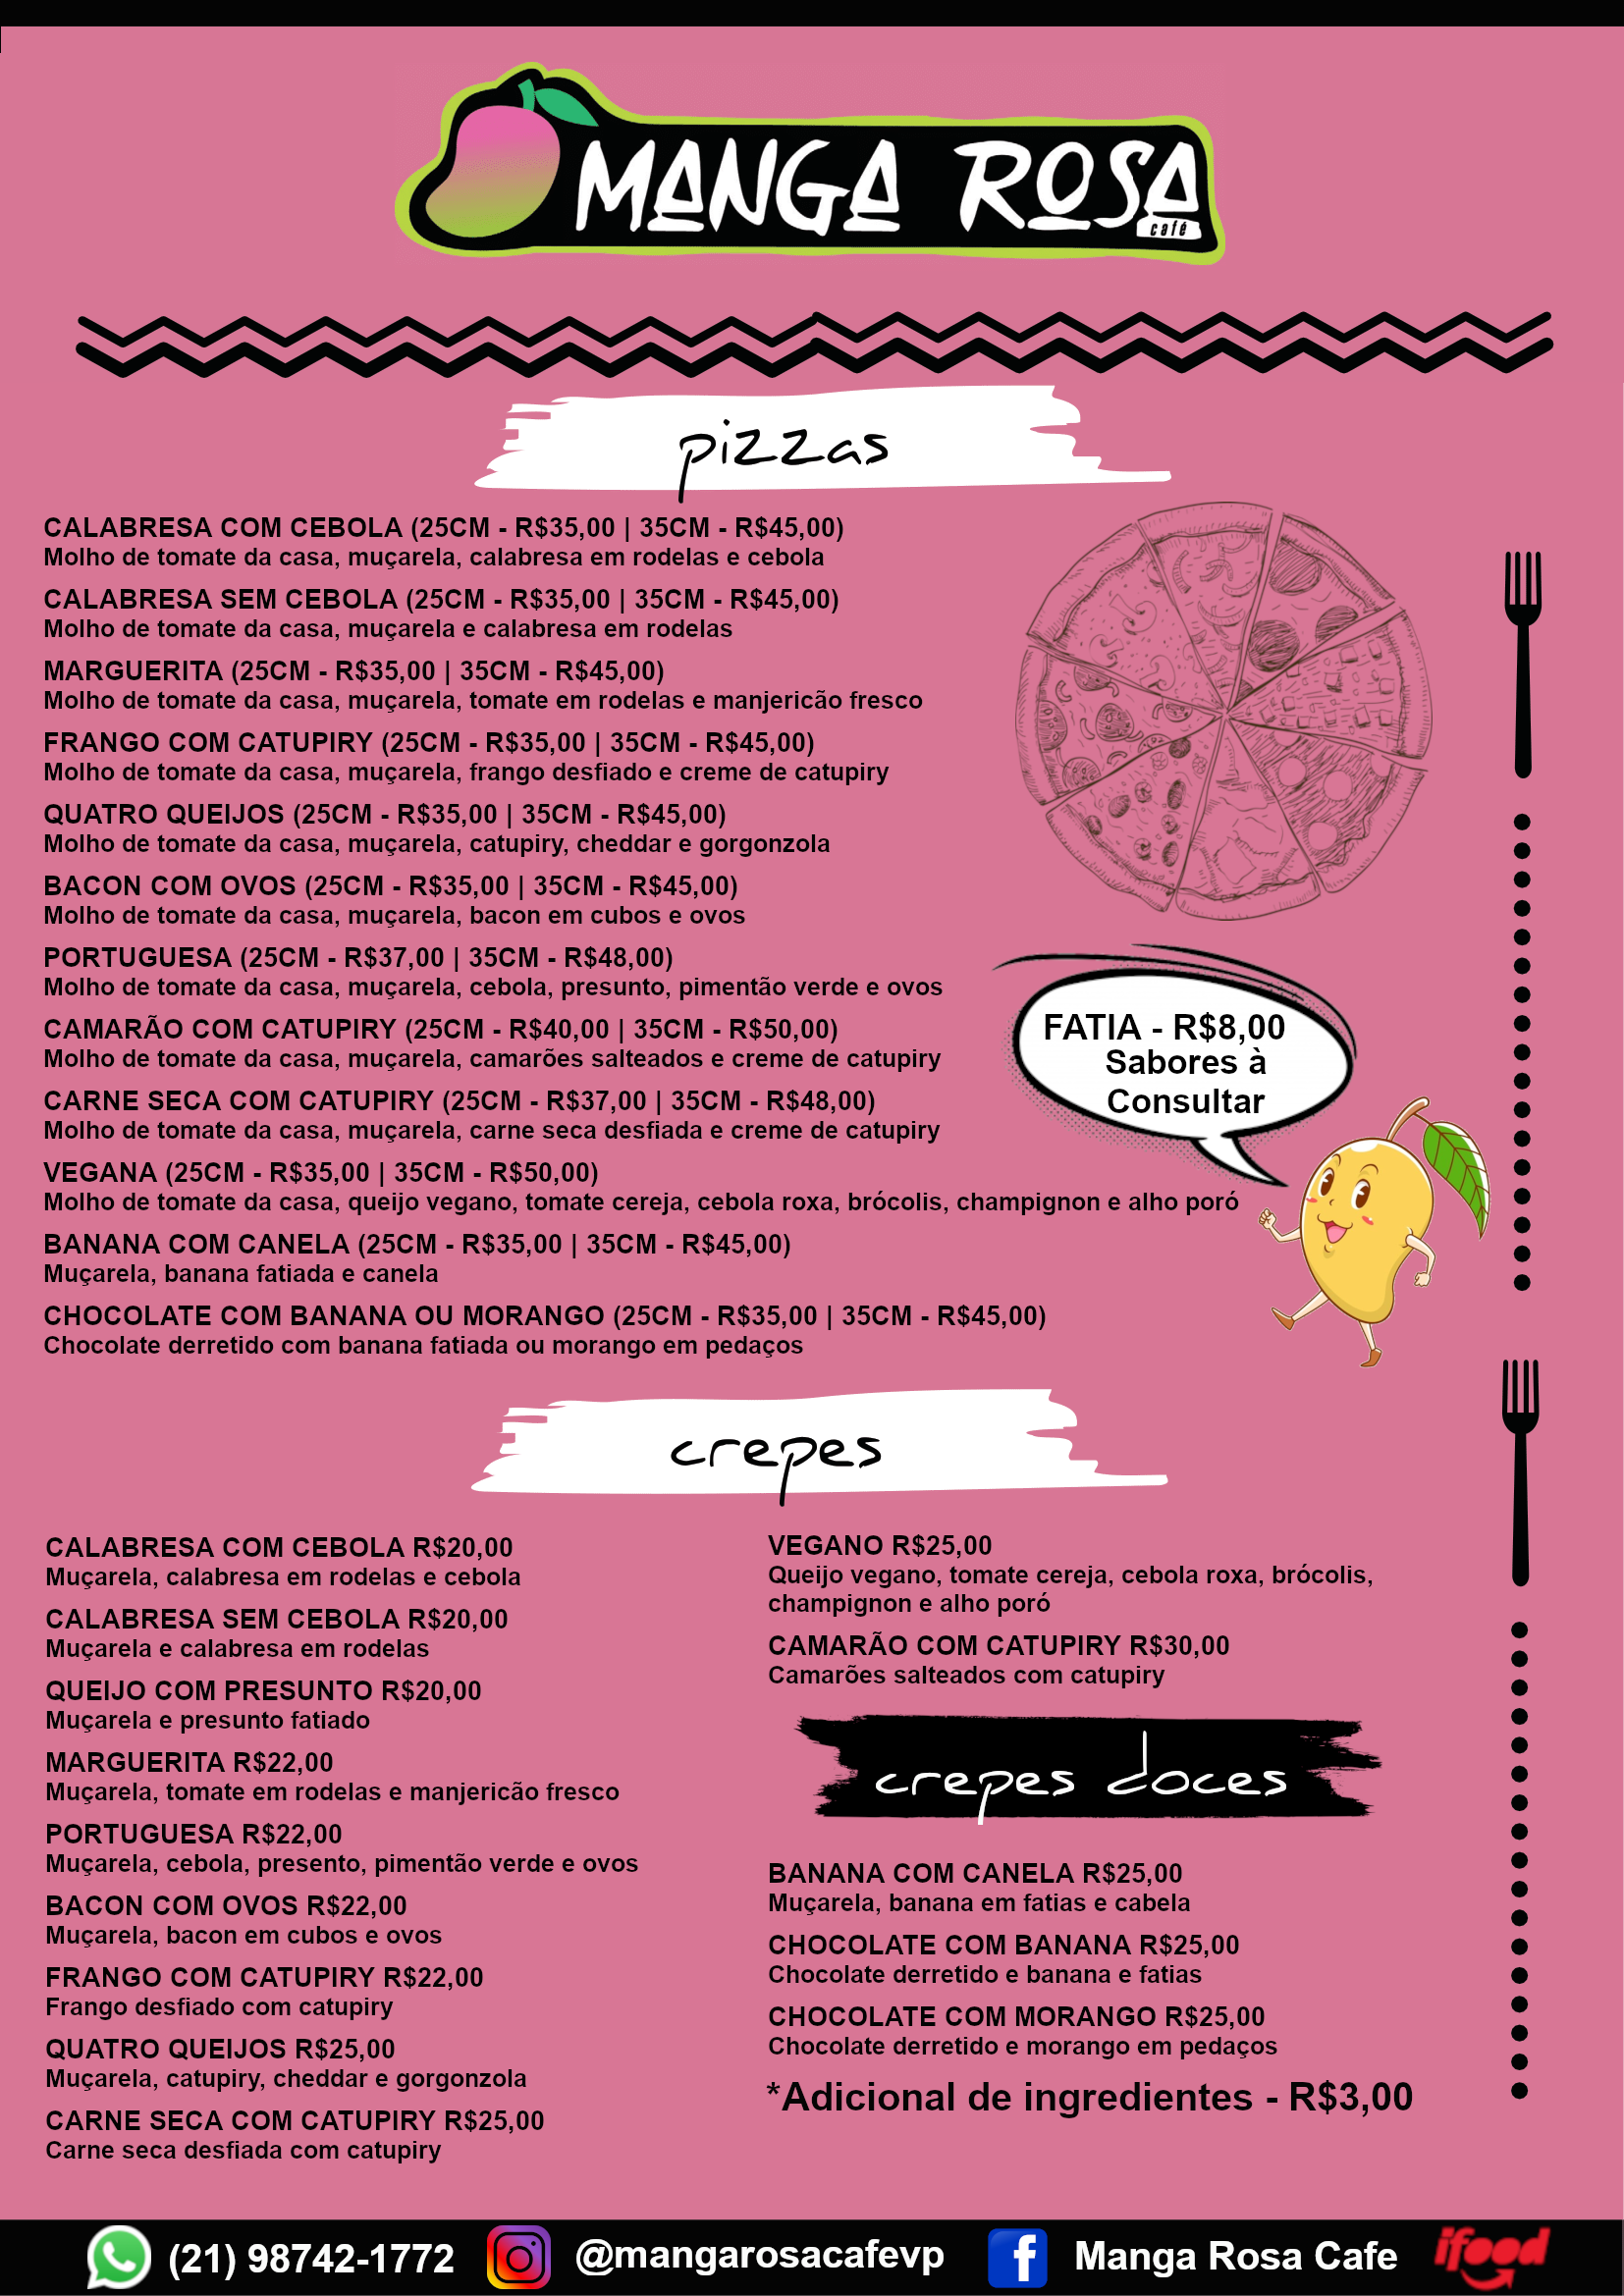 MANGA ROSA
café
pizzas
CALABRESA COM CEBOLA (25CM - R$35,00 | 35CM - R$45,00)
Molho de tomate da casa, muçarela, calabresa em rodelas e cebola
CALABRESA SEM CEBOLA (25CM - R$35,00 | 35CM - R$45,00)
Molho de tomate da casa, muçarela e calabresa em rodelas
MARGUERITA (25CM - R$35,00 | 35CM - R$45,00)
Molho de tomate da casa, muçarela, tomate em rodelas e manjericão fresco
FRANGO COM CATUPIRY (25CM - R$35,00 | 35CM - R$45,00)
Molho de tomate da casa, muçarela, frango desfiado e creme de catupiry
QUATRO QUEIJOS (25CM - R$35,00 | 35CM - R$45,00)
Molho de tomate da casa, muçarela, catupiry, cheddar e gorgonzola
BACON COM OVOS (25CM - R$35,00 | 35CM - R$45,00)
Molho de tomate da casa, muçarela, bacon em cubos e ovos
PORTUGUESA (25CM - R$37,00 | 35CM - R$48,00)
Molho de tomate da casa, muçarela, cebola, presunto, pimentão verde e ovos
CAMARÃO COM CATUPIRY (25CM - R$40,00 | 35CM - R$50,00)
Molho de tomate da casa, muçarela, camarões salteados e creme de catupiry
CARNE SECA COM CATUPIRY (25CM - R$37,00 | 35CM - R$48,00)
Molho de tomate da casa, muçarela, carne seca desfiada e creme de catupiry
VEGANA (25CM - R$35,00 | 35CM - R$50,00)
Molho de tomate da casa, queijo vegano, tomate cereja, cebola roxa, brócolis, champignon e alho poró
BANANA COM CANELA (25CM - R$35,00 | 35CM - R$45,00)
Muçarela, banana fatiada e canela
CHOCOLATE COM BANANA OU MORANGO (25CM - R$35,00 | 35CM - R$45,00)
Chocolate derretido com banana fatiada ou morango em pedaços
FATIA - R$8,00
Sabores à
Consultar
crepes
CALABRESA COM CEBOLA R$20,00
Muçarela, calabresa em rodelas e cebola
CALABRESA SEM CEBOLA R$20,00
Muçarela e calabresa em rodelas
QUEIJO COM PRESUNTO R$20,00
Muçarela e presunto fatiado
MARGUERITA R$22,00
Muçarela, tomate em rodelas e manjericão fresco
PORTUGUESA R$22,00
Muçarela, cebola, presento, pimentão verde e ovos
BACON COM OVOS R$22,00
Muçarela, bacon em cubos e ovos
FRANGO COM CATUPIRY R$22,00
Frango desfiado com catupiry
QUATRO QUEIJOS R$25,00
Muçarela, catupiry, cheddar e gorgonzola
CARNE SECA COM CATUPIRY R$25,00
Carne seca desfiada com catupiry
VEGANO R$25,00
Queijo vegano, tomate cereja, cebola roxa, brócolis,
champignon e alho poró
CAMARÃO COM CATUPIRY R$30,00
Camarões salteados com catupiry
crepes doces
BANANA COM CANELA R$25,00
Muçarela, banana em fatias e cabela
CHOCOLATE COM BANANA R$25,00
Chocolate derretido e banana e fatias
CHOCOLATE COM MORANGO R$25,00
Chocolate derretido e morango em pedaços
*Adicional de ingredientes - R$3,00
(21) 98742-1772 @mangarosacafevp Manga Rosa Cafe ifood